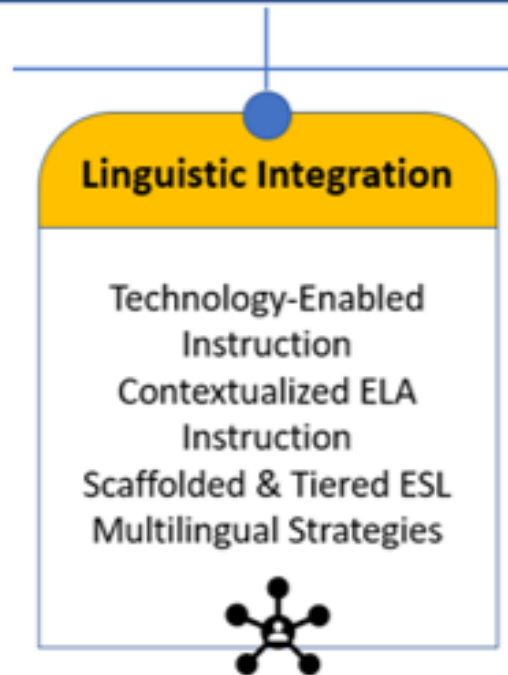 Linguistic Integration
Technology-Enabled
Instruction
Contextualized ELA
Instruction
Scaffolded & Tiered ESL
Multilingual Strategies